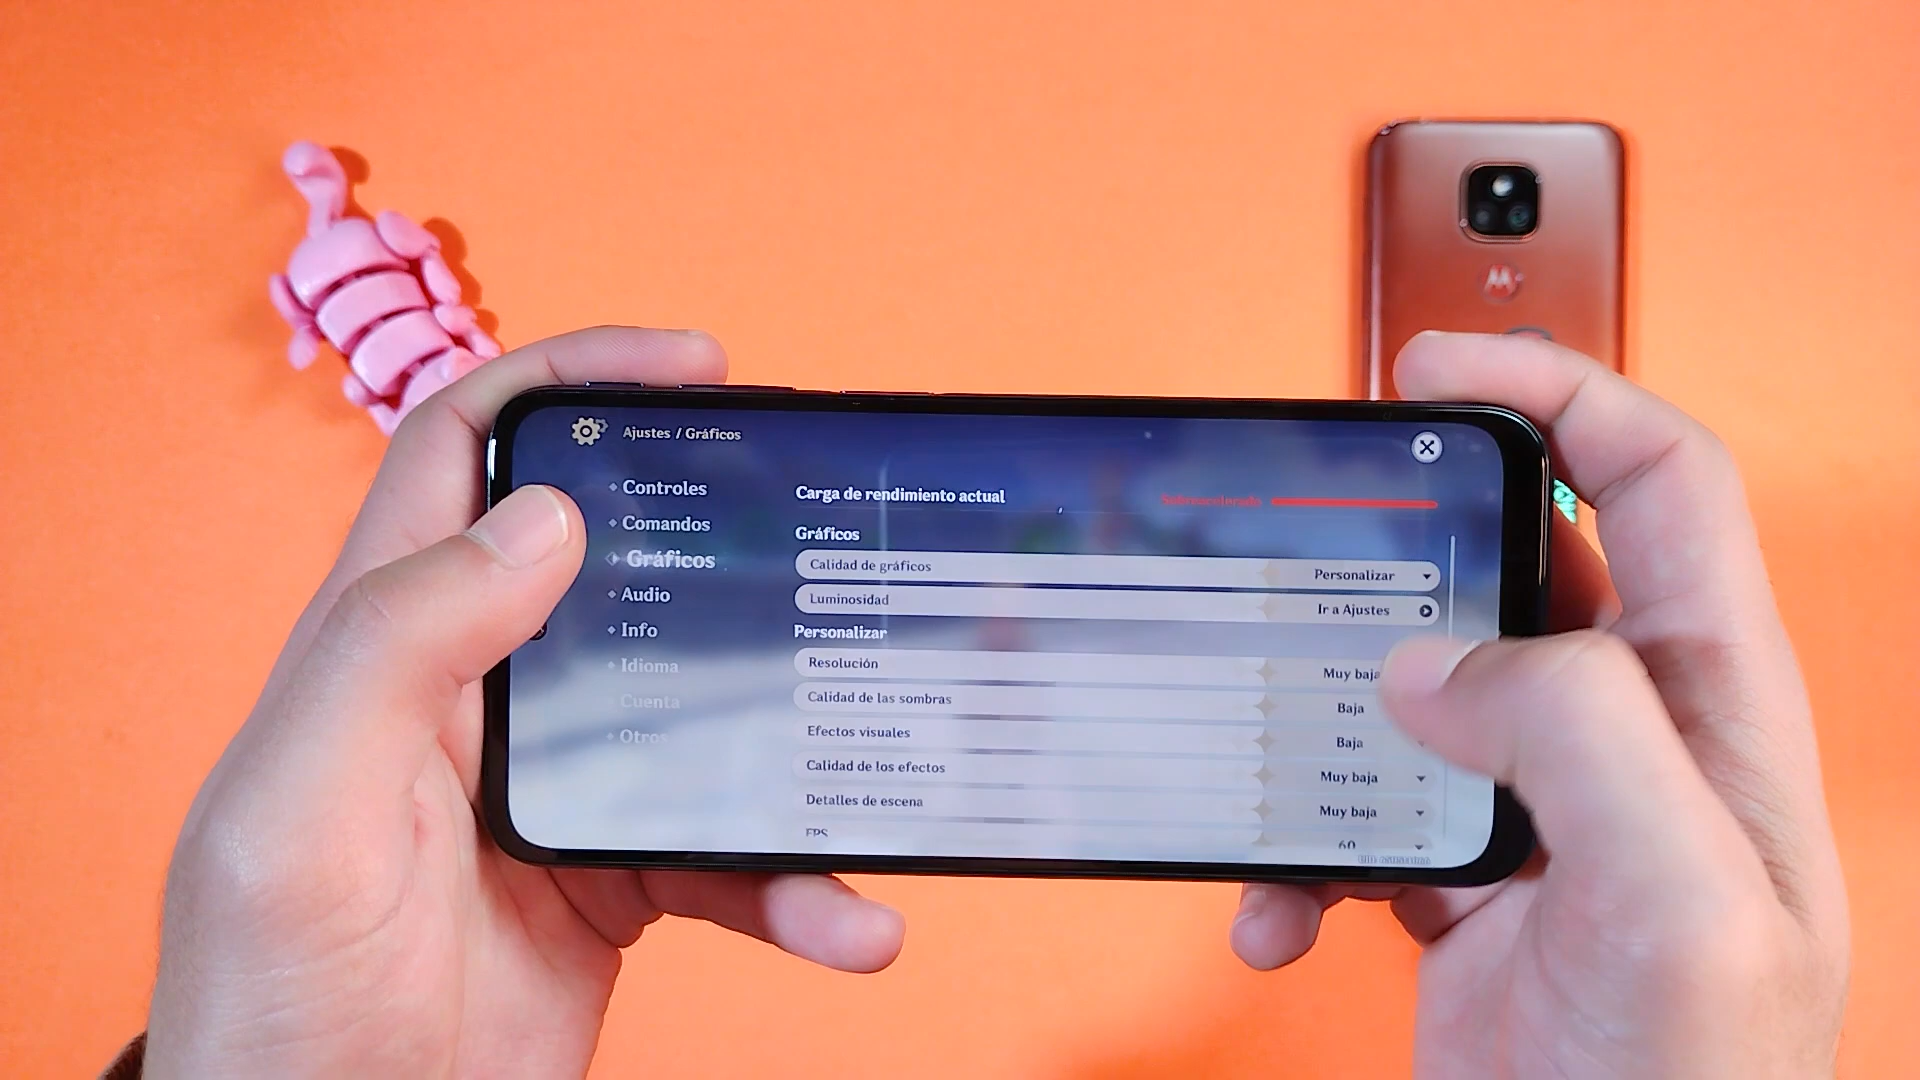 Ajustes / Gráficos
Controles
Comandos
Gráficos
Audio
Info
Idioma
Cuenta
Otros
Carga de rendimiento actual
Sobreacelerado
Gráficos
Calidad de gráficos Personalizar
Luminosidad Ir a Ajustes
Personalizar
Resolución Muy baja
Calidad de las sombras Baja
Efectos visuales Baja
Calidad de los efectos Muy baja
Detalles de escena Muy baja
FPS 60